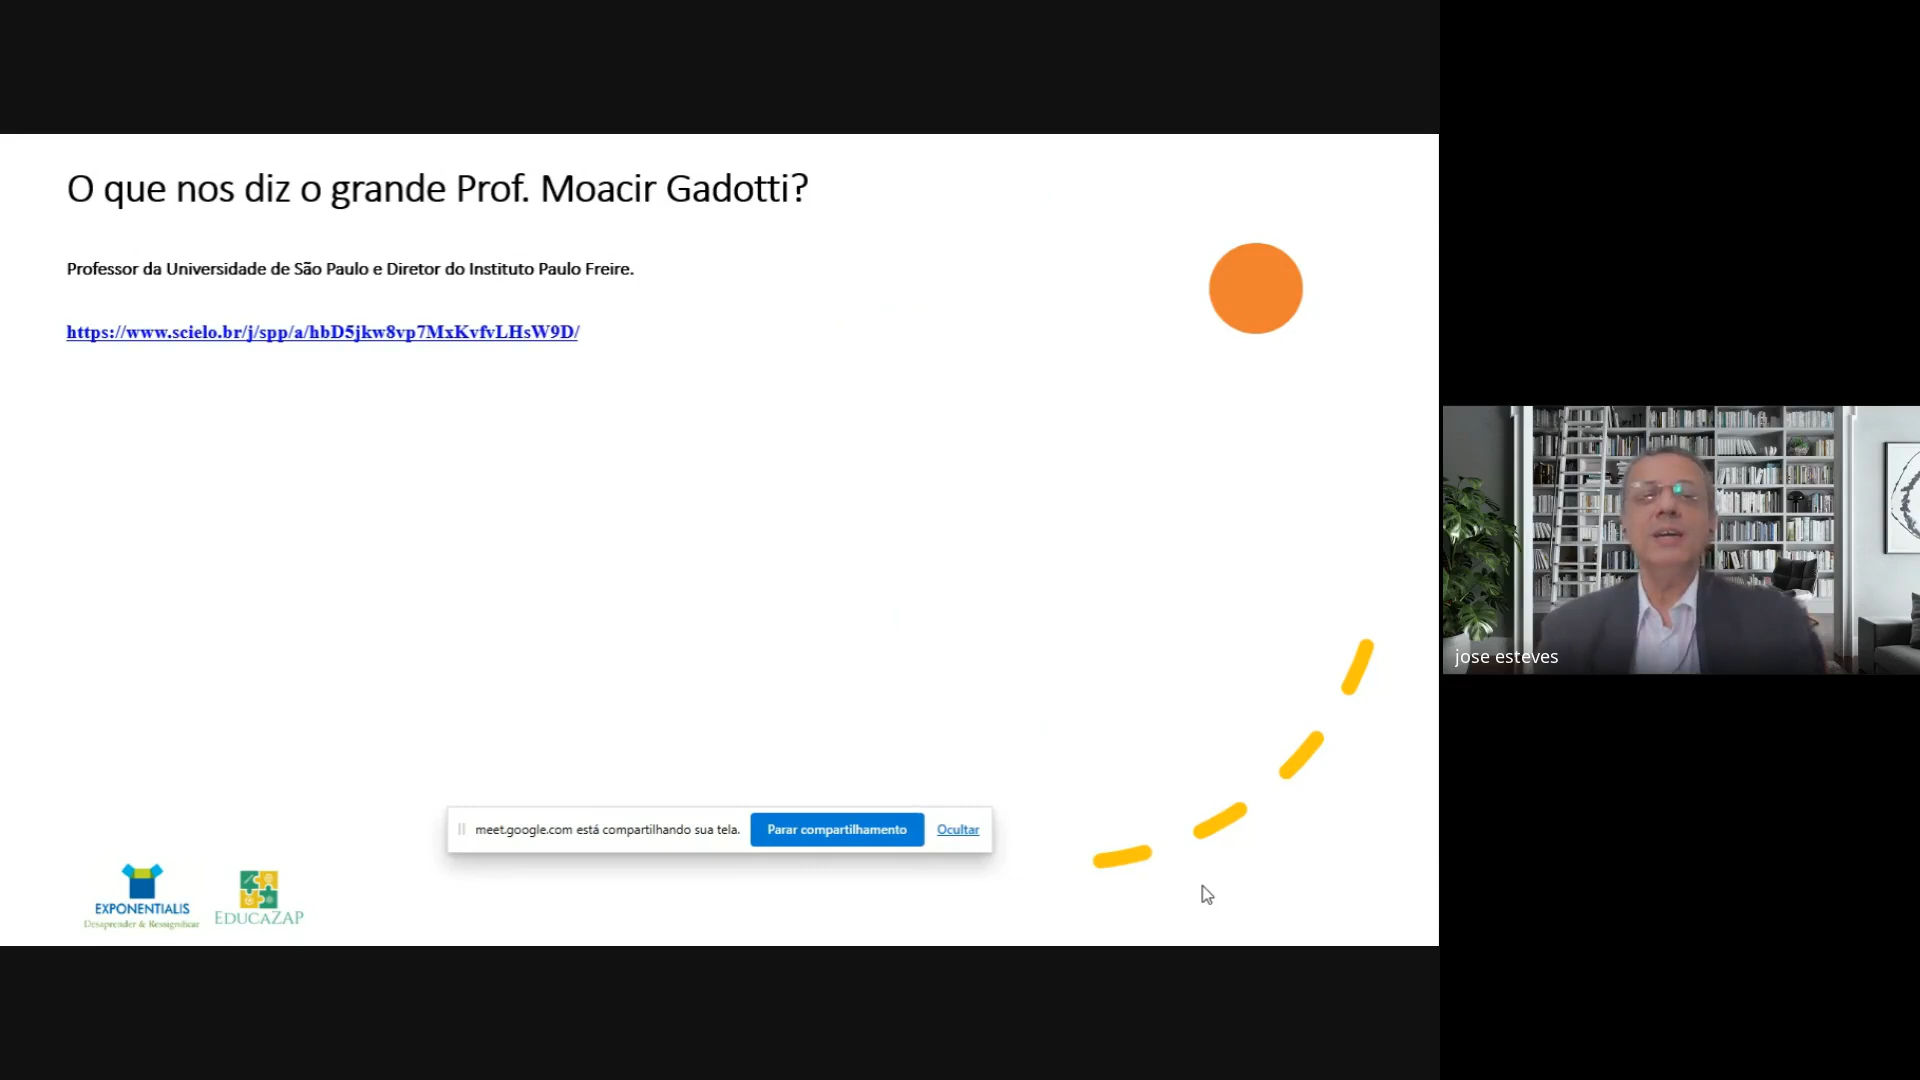 O que nos diz o grande Prof. Moacir Gadotti?
Professor da Universidade de São Paulo e Diretor do Instituto Paulo Freire.
https://www.scielo.br/j/spp/a/hbD5jkw8vp7MxKvfvLHsW9D/
jose esteves
meet.google.com está compartilhando sua tela.
Parar compartilhamento
Ocultar
EXPONENTIALIS
Desaprender & Ressignificar
EDUCAZAP